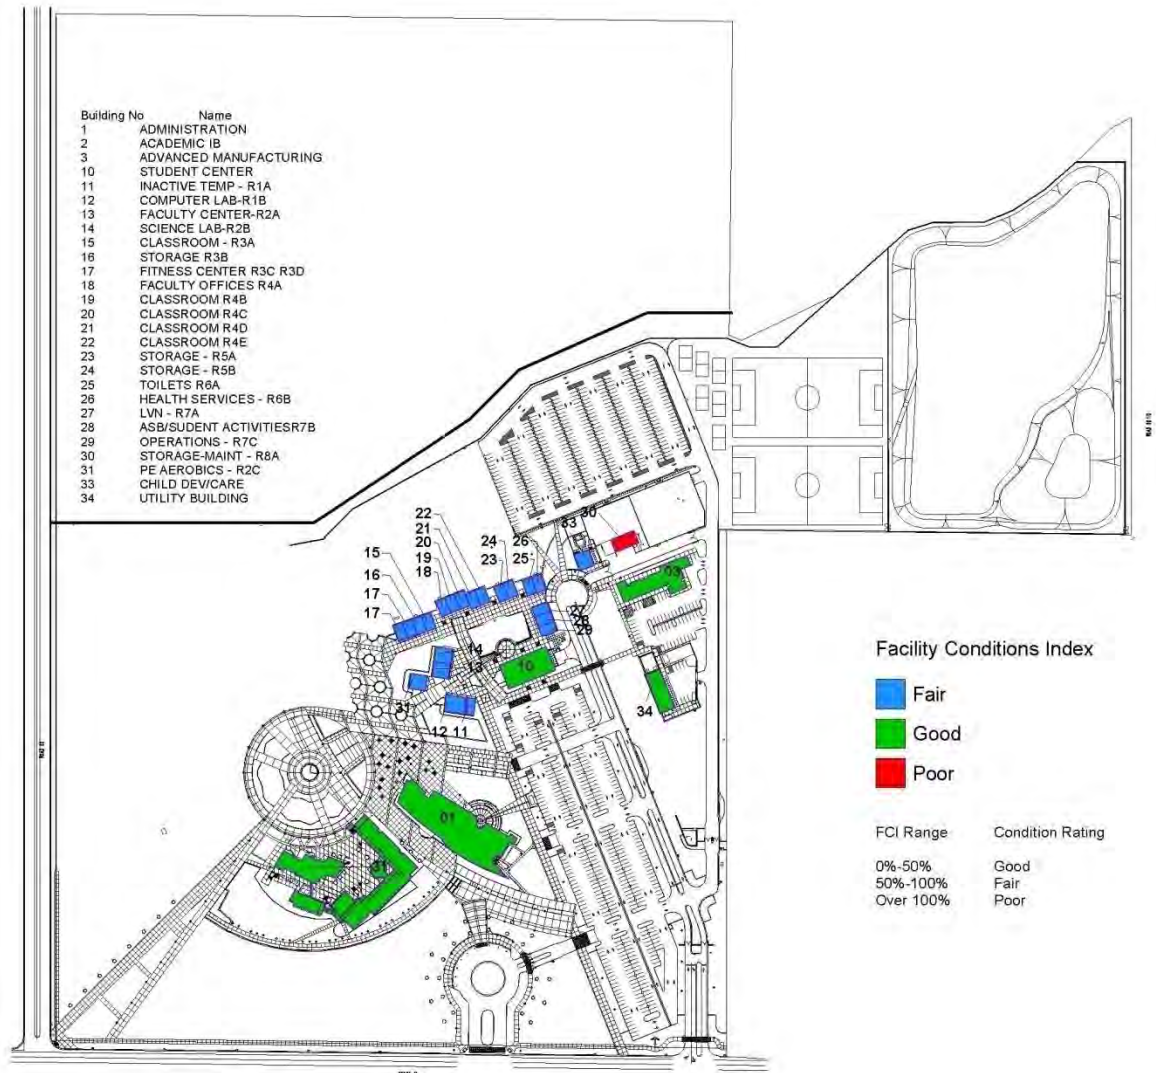 Building No Name
1 ADMINISTRATION
2 ACADEMIC IB
3 ADVANCED MANUFACTURING
10 STUDENT CENTER
11 INACTIVE TEMP - R1A
12 COMPUTER LAB-R1B
13 FACULTY CENTER-R2A
14 SCIENCE LAB-R2B
15 CLASSROOM - R3A
16 STORAGE R3B
17 FITNESS CENTER R3C R3D
18 FACULTY OFFICES R4A
19 CLASSROOM R4B
20 CLASSROOM R4C
21 CLASSROOM R4D
22 CLASSROOM R4E
23 STORAGE - R5A
24 STORAGE - R5B
25 TOILETS R6A
26 HEALTH SERVICES - R6B
27 LVN - R7A
28 ASB/SUDENT ACTIVITIESR7B
29 OPERATIONS - R7C
30 STORAGE-MAINT - R8A
31 PE AEROBICS - R2C
33 CHILD DEV/CARE
34 UTILITY BUILDING
22
21
20
19
18
24
23
26
25
33
30
15
16
17
17
03
27
28
29
14
13
10
31
12 11
34
01
Facility Conditions Index
Fair
Good
Poor
FCI Range Condition Rating
0%-50% Good
50%-100% Fair
Over 100% Poor